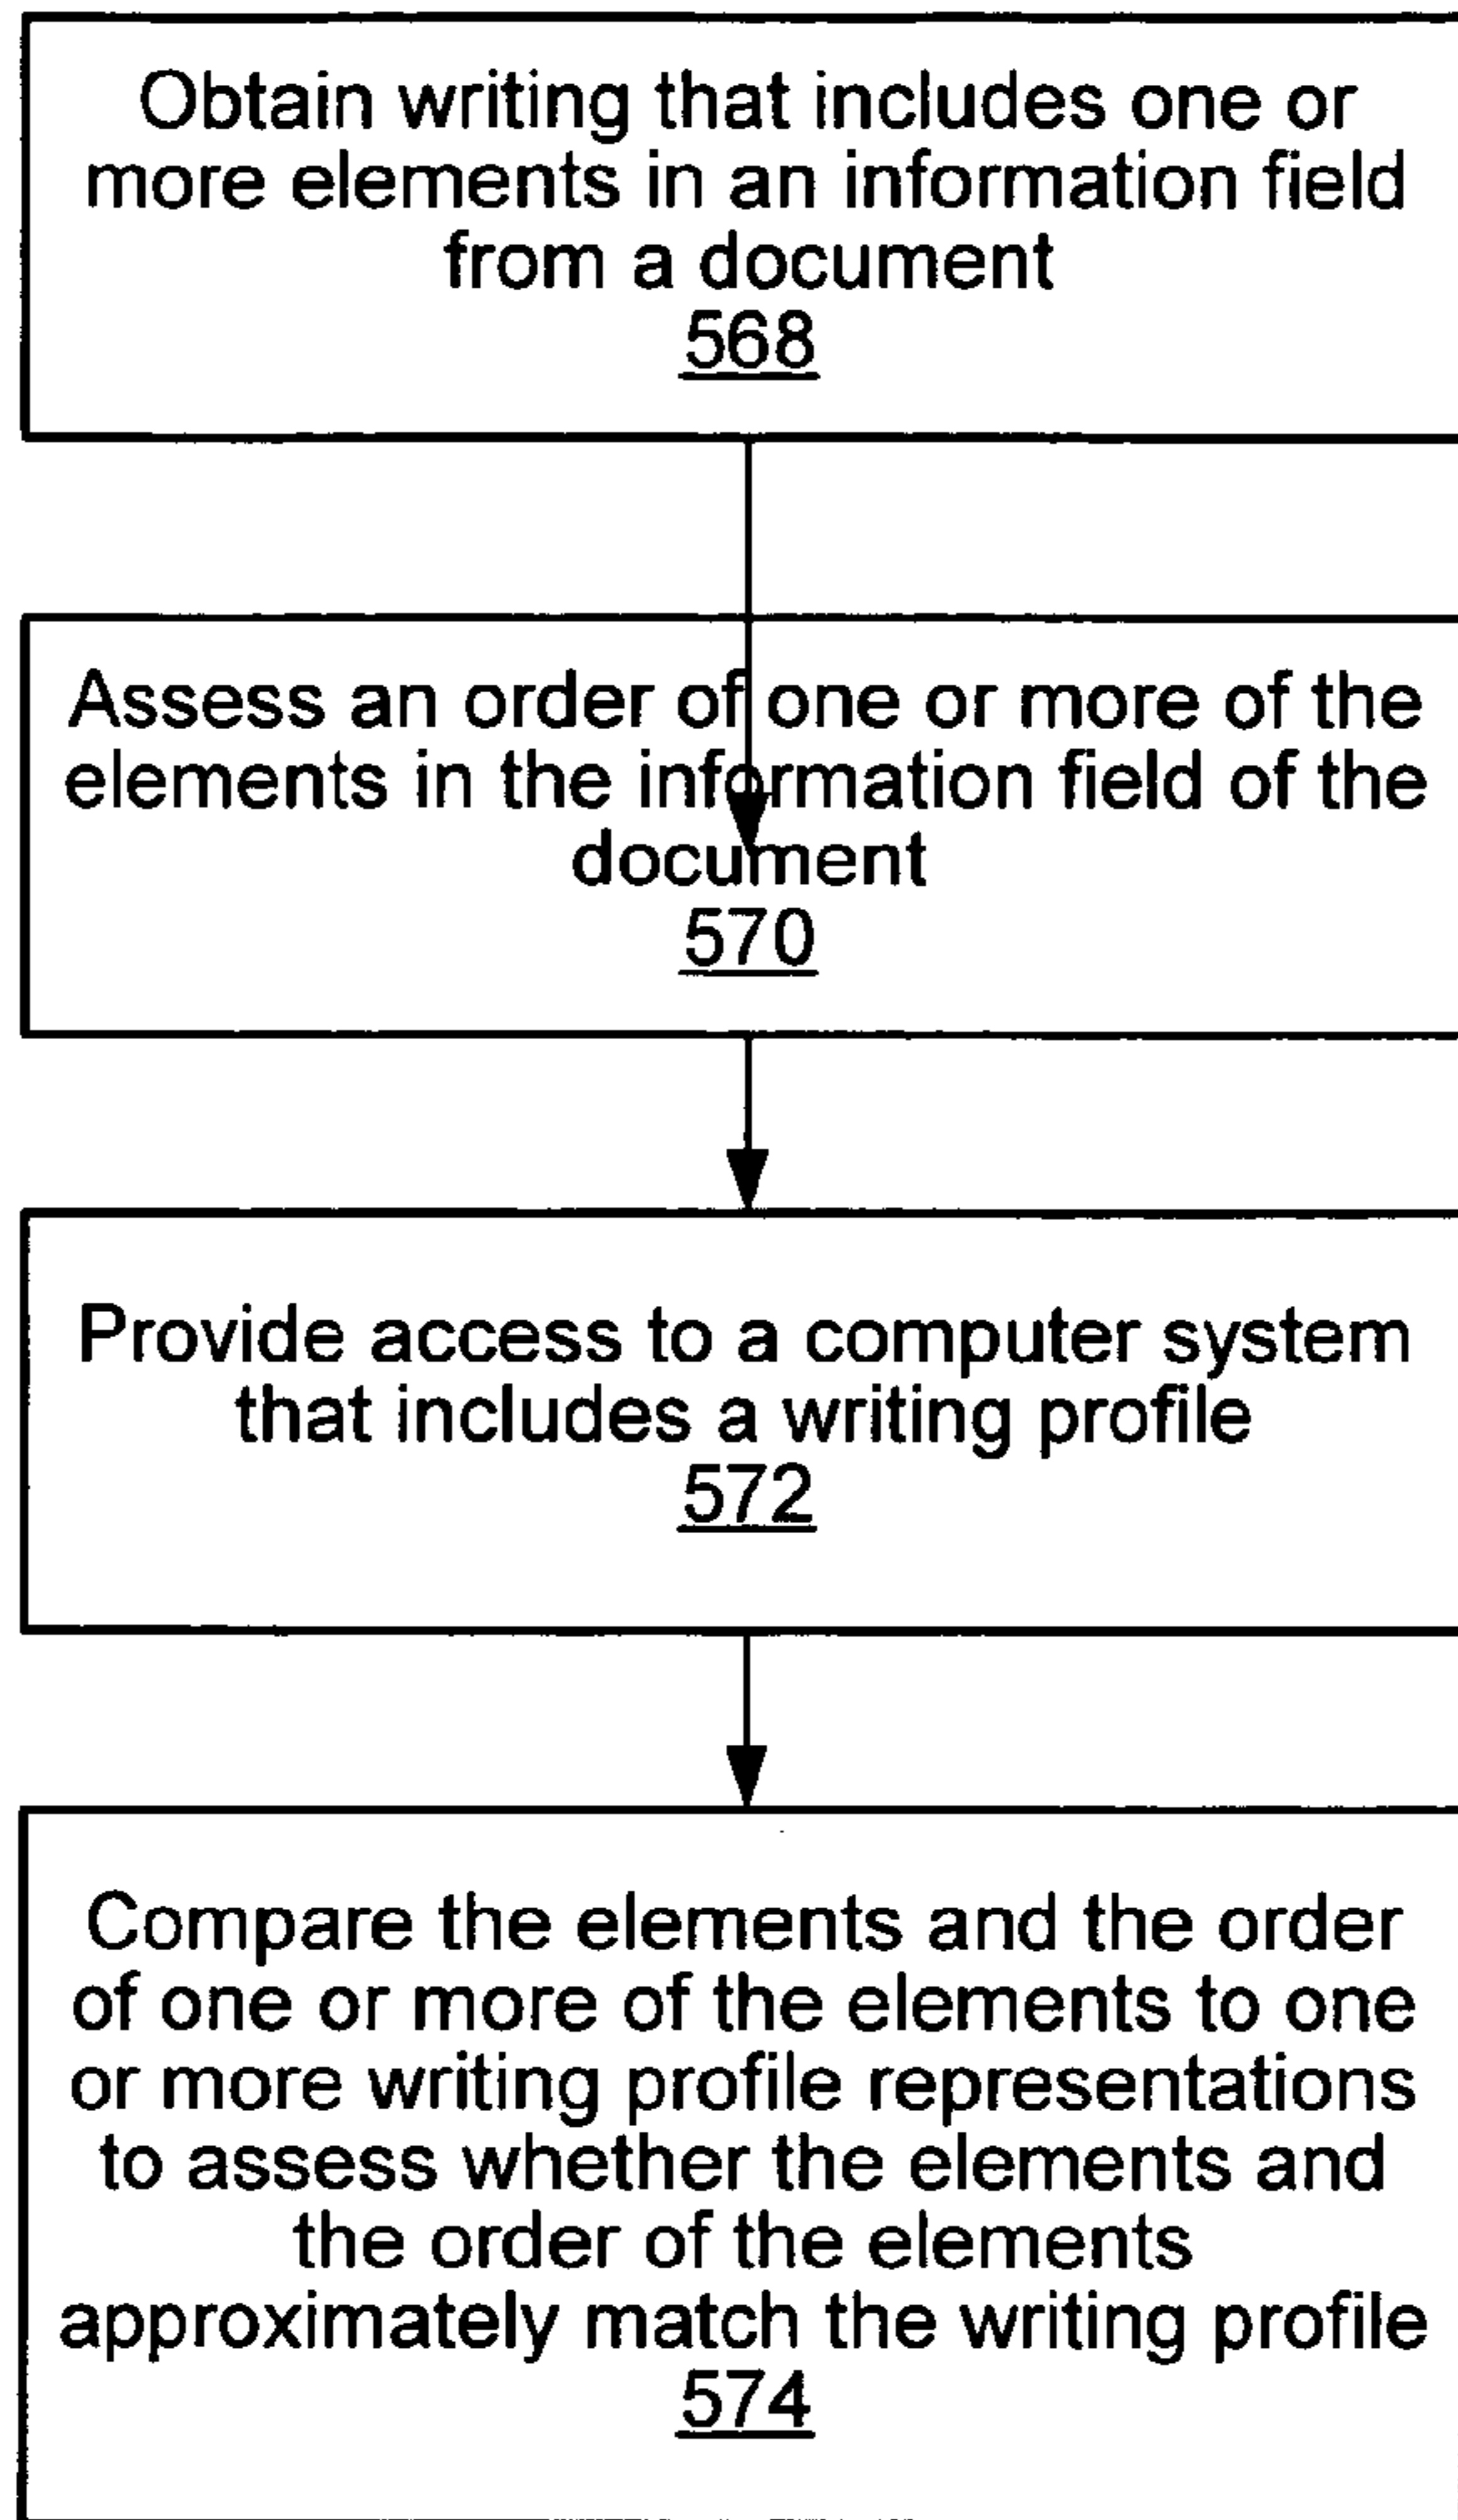 Obtain writing that includes one or
more elements in an information field
from a document
568
Assess an order of one or more of the
elements in the information field of the
document
570
Provide access to a computer system
that includes a writing profile
572
Compare the elements and the order
of one or more of the elements to one
or more writing profile representations
to assess whether the elements and
the order of the elements
approximately match the writing profile
574